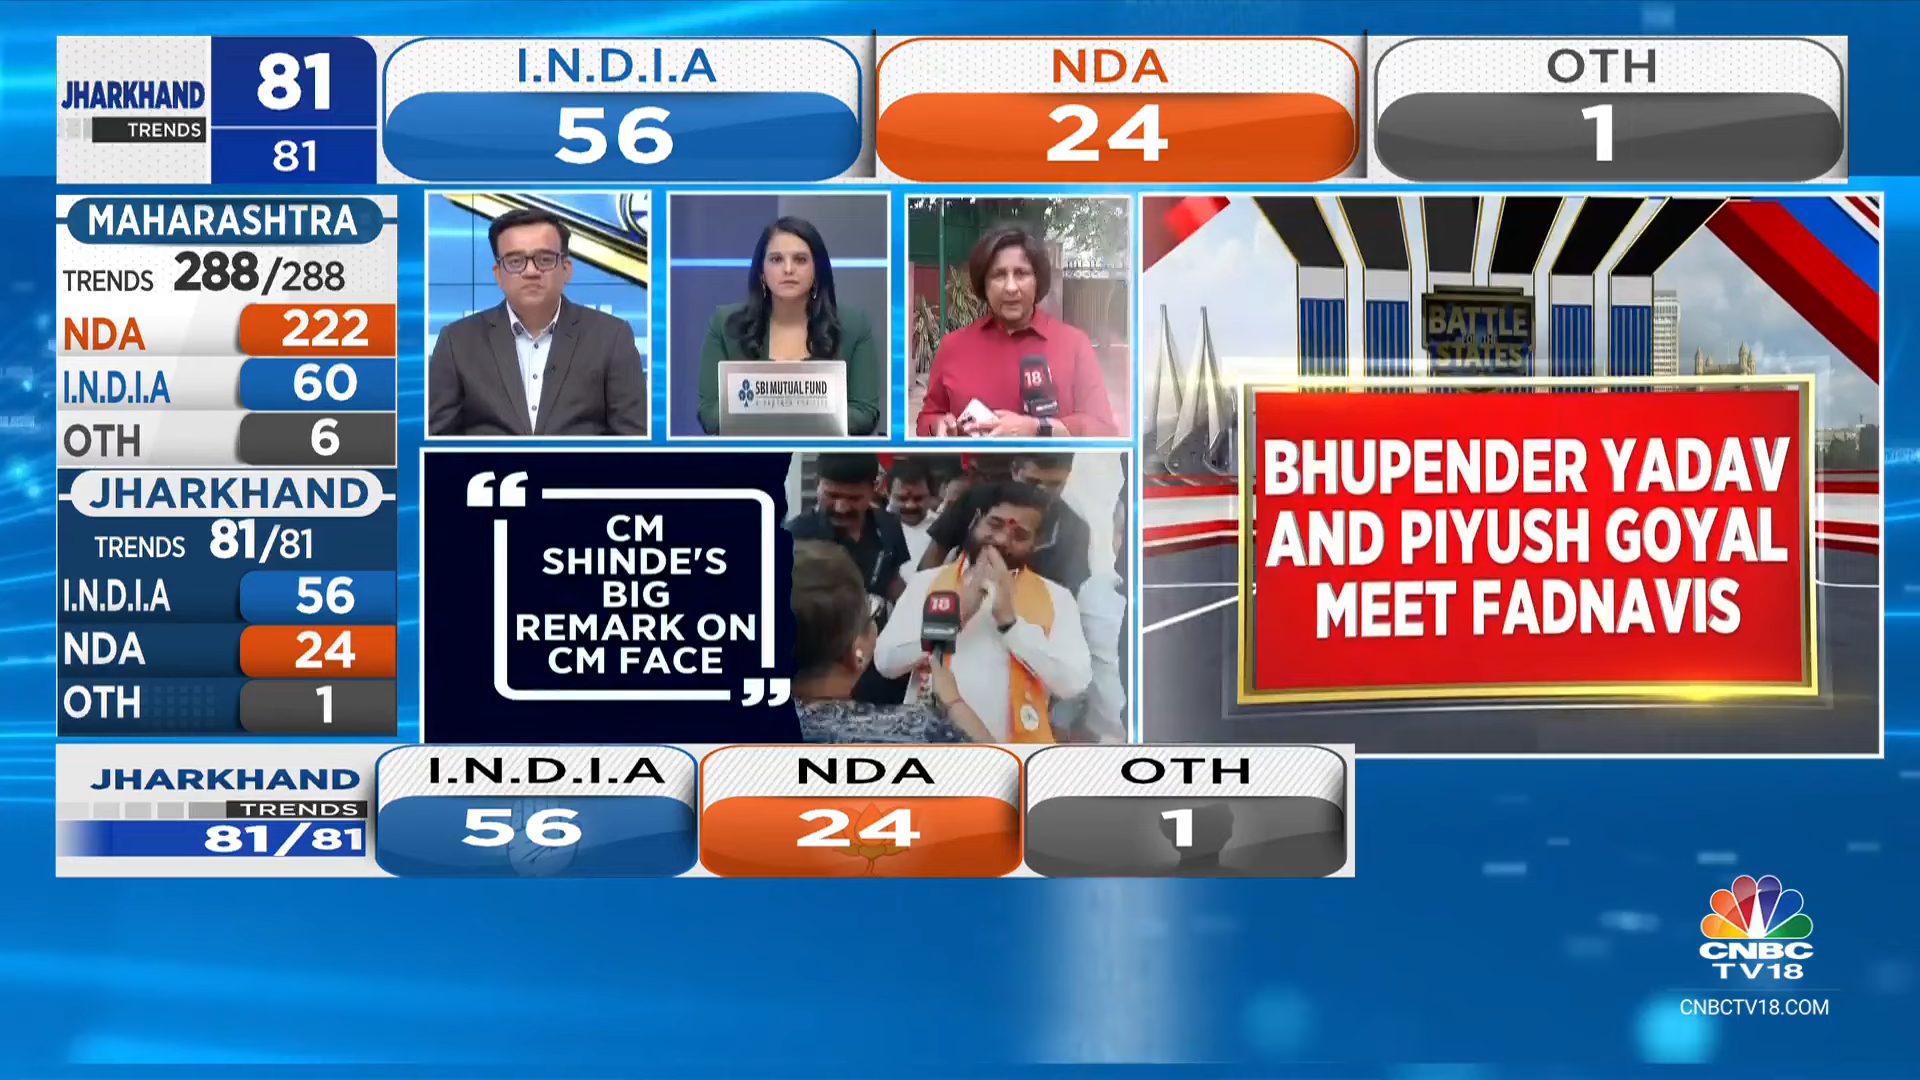 JHARKHAND
TRENDS
81
81
I.N.D.I.A
56
NDA
24
OTH
1
MAHARASHTRA
TRENDS 288/288
NDA 222
I.N.D.I.A 60
OTH 6
JHARKHAND
TRENDS 81/81
I.N.D.I.A 56
NDA 24
OTH 1
SBI MUTUAL FUND
18
BATTLE
STATES
“
CM
SHINDE'S
BIG
REMARK ON
CM FACE
”
18
BHUPENDER YADAV
AND PIYUSH GOYAL
MEET FADNAVIS
JHARKHAND
TRENDS
81/81
I.N.D.I.A
56
NDA
24
OTH
1
CNBC
TV18
CNBCTV18.COM